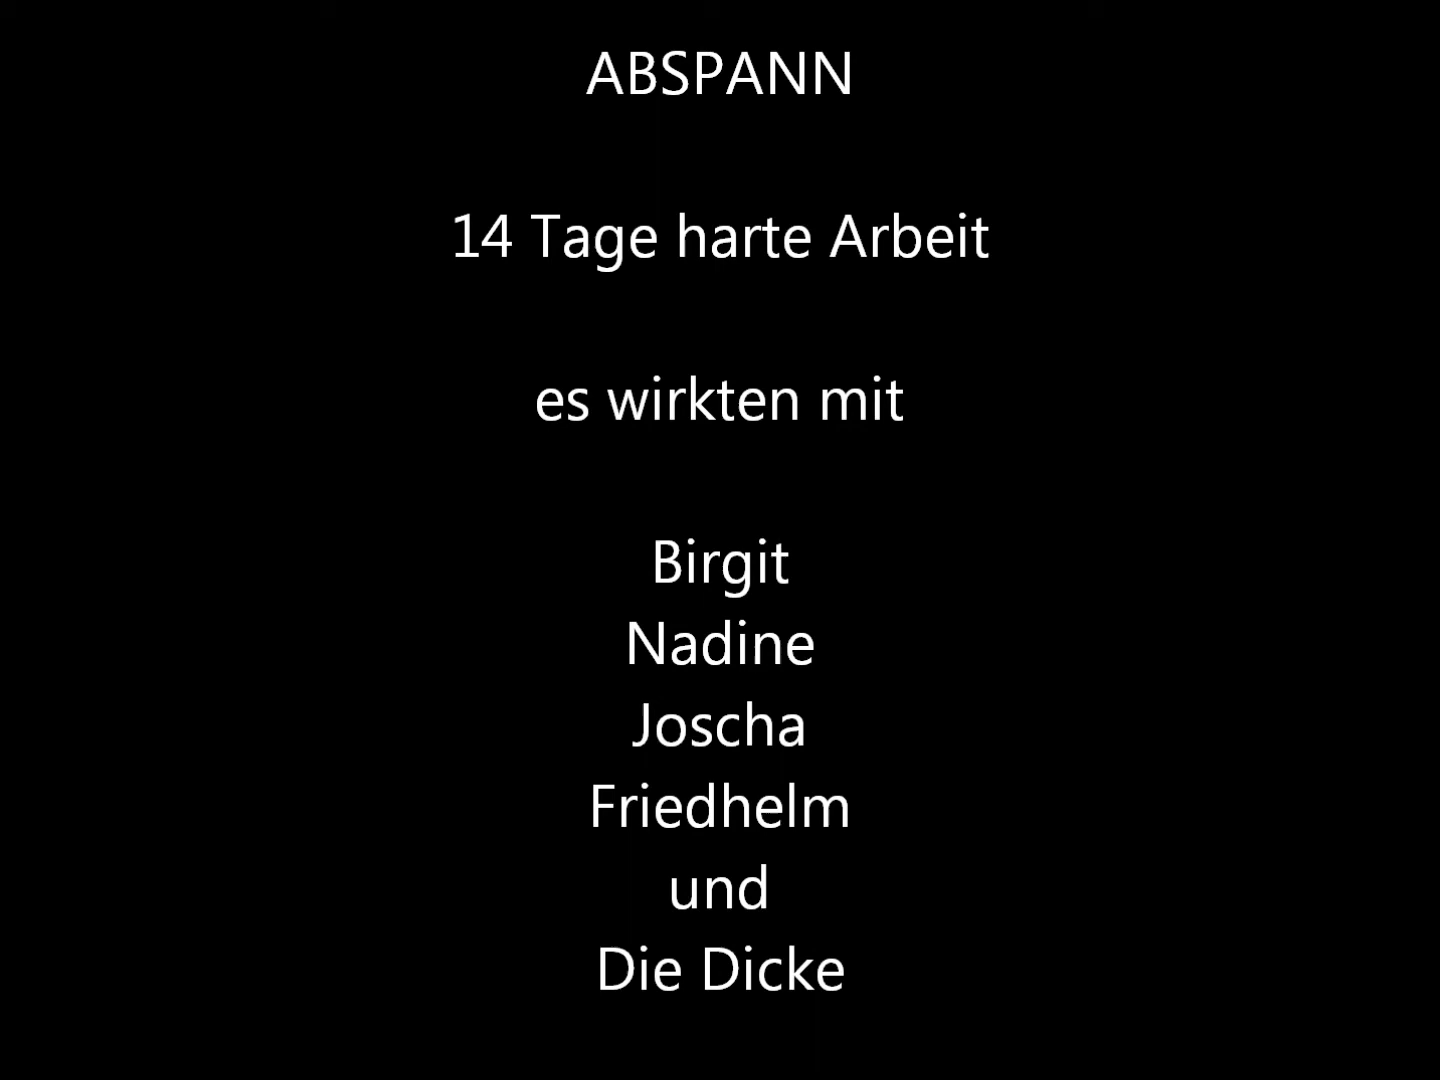 ABSPANN
14 Tage harte Arbeit
es wirkten mit
Birgit
Nadine
Joscha
Friedhelm
und
Die Dicke